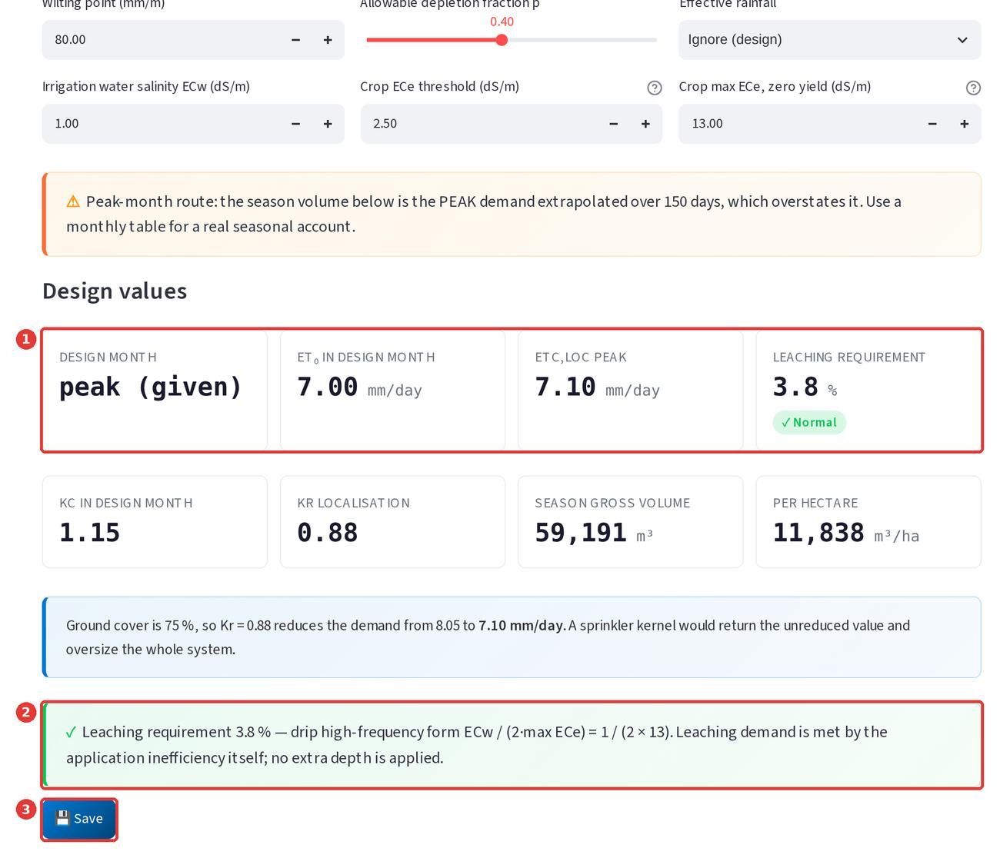 Wilting point (mm/m) Allowable depletion fraction p Effective rainfall
0.40
80.00 − + Ignore (design)
Irrigation water salinity ECw (dS/m) Crop ECe threshold (dS/m) ? Crop max ECe, zero yield (dS/m) ?
1.00 − + 2.50 − + 13.00 − +
⚠ Peak-month route: the season volume below is the PEAK demand extrapolated over 150 days, which overstates it. Use a
monthly table for a real seasonal account.
Design values
1
DESIGN MONTH ET₀ IN DESIGN MONTH ETC,LOC PEAK LEACHING REQUIREMENT
peak (given) 7.00 mm/day 7.10 mm/day 3.8 %
✓ Normal
KC IN DESIGN MONTH KR LOCALISATION SEASON GROSS VOLUME PER HECTARE
1.15 0.88 59,191 m³ 11,838 m³/ha
Ground cover is 75 %, so Kr = 0.88 reduces the demand from 8.05 to 7.10 mm/day. A sprinkler kernel would return the unreduced value and
oversize the whole system.
2
✓ Leaching requirement 3.8 % — drip high-frequency form ECw / (2·max ECe) = 1 / (2 × 13). Leaching demand is met by the
application inefficiency itself; no extra depth is applied.
3
💾 Save